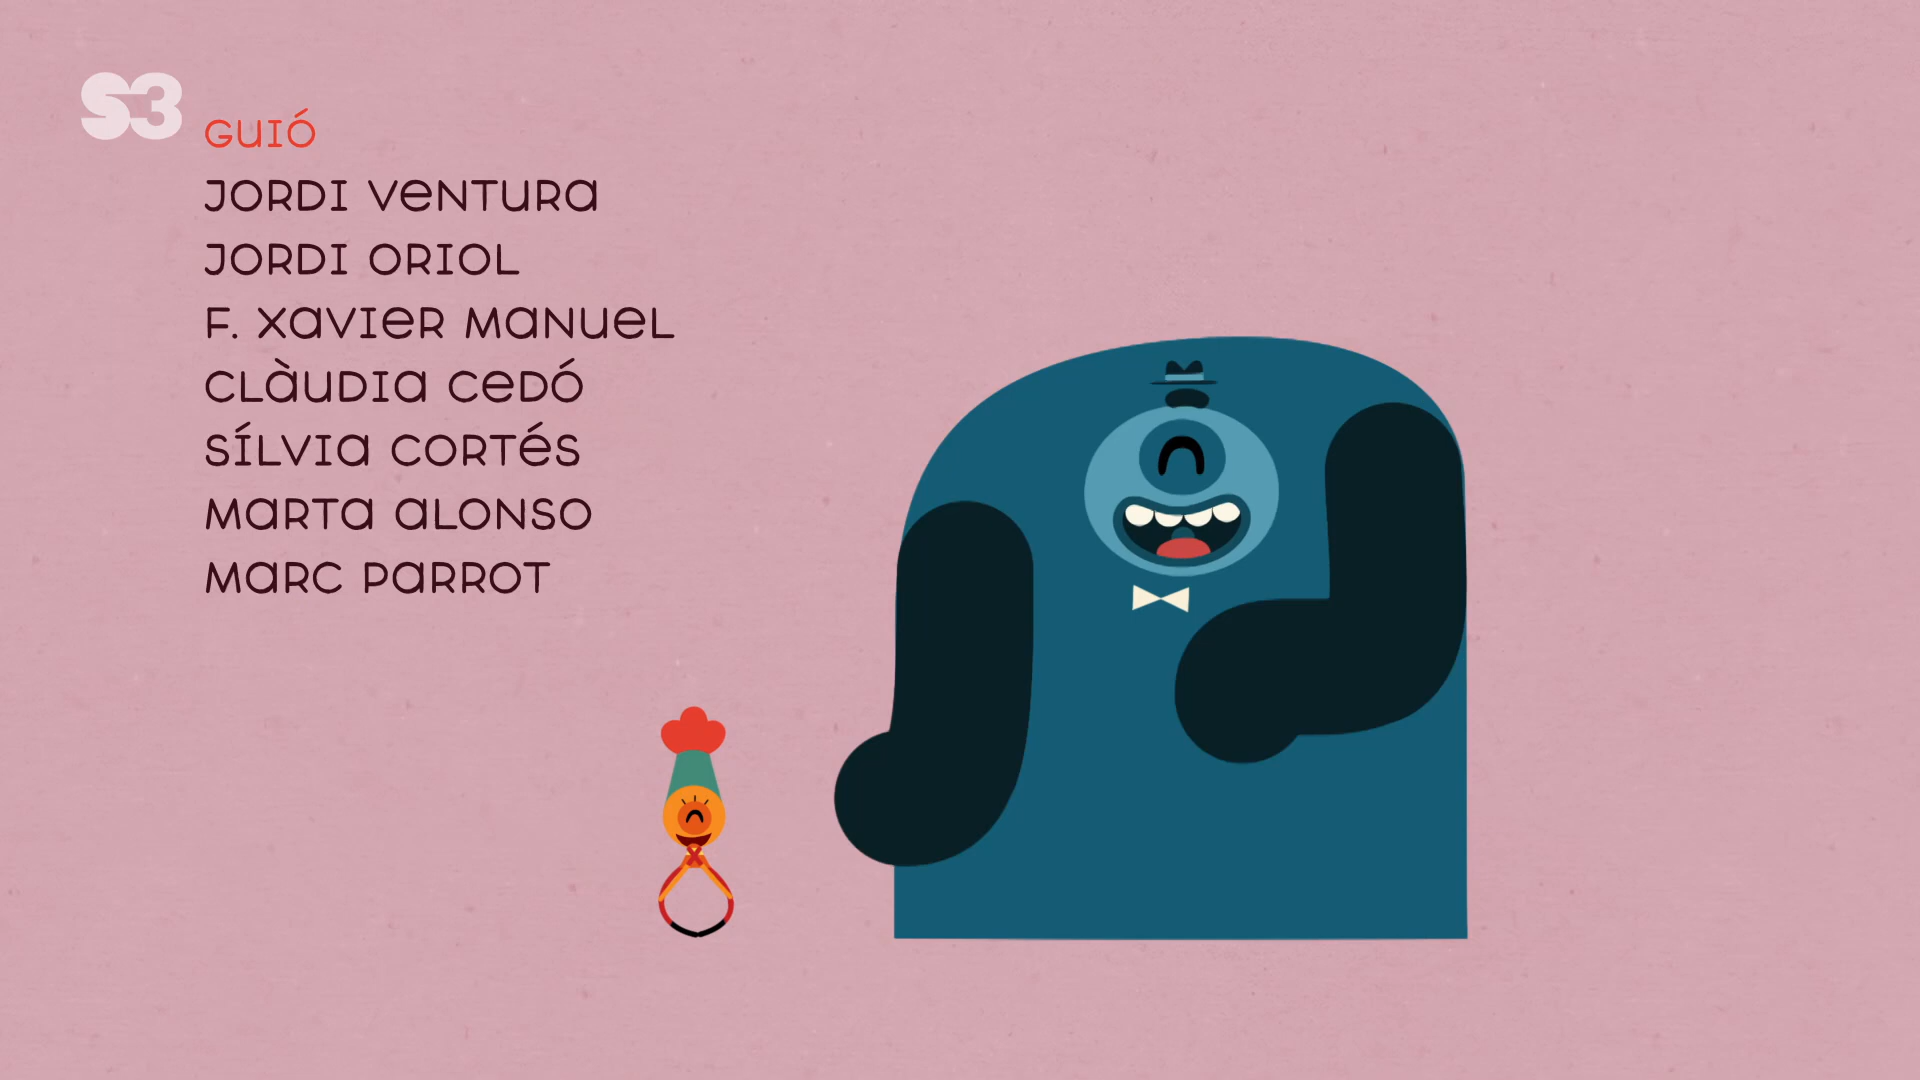 S3
GUIÓ
JORDI VENTURA
JORDI ORIOL
F. XAVIER MANUEL
CLÀUDIA CEDÓ
SÍLVIA CORTÉS
MARTA ALONSO
MARC PARROT